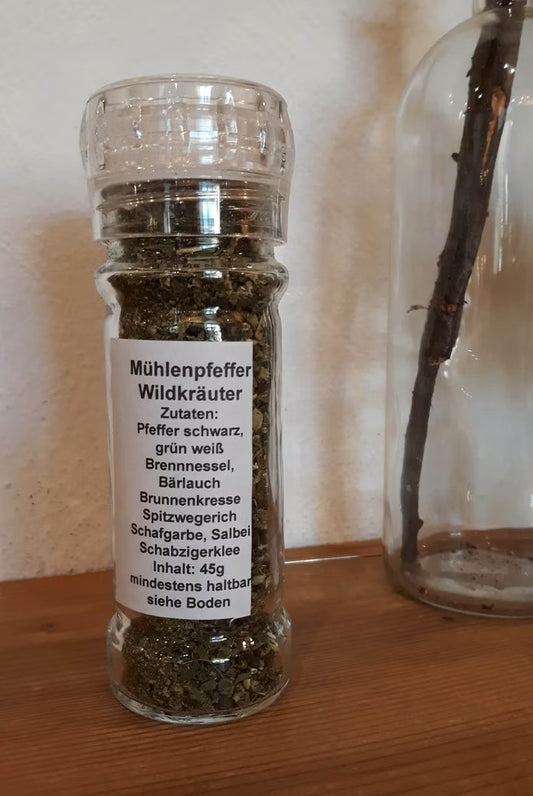 Mühlenpfeffer
Wildkräuter
Zutaten:
Pfeffer schwarz,
grün weiß
Brennnessel,
Bärlauch
Brunnenkresse
Spitzwegerich
Schafgarbe, Salbei
Schabzigerklee
Inhalt: 45g
mindestens haltbar
siehe Boden